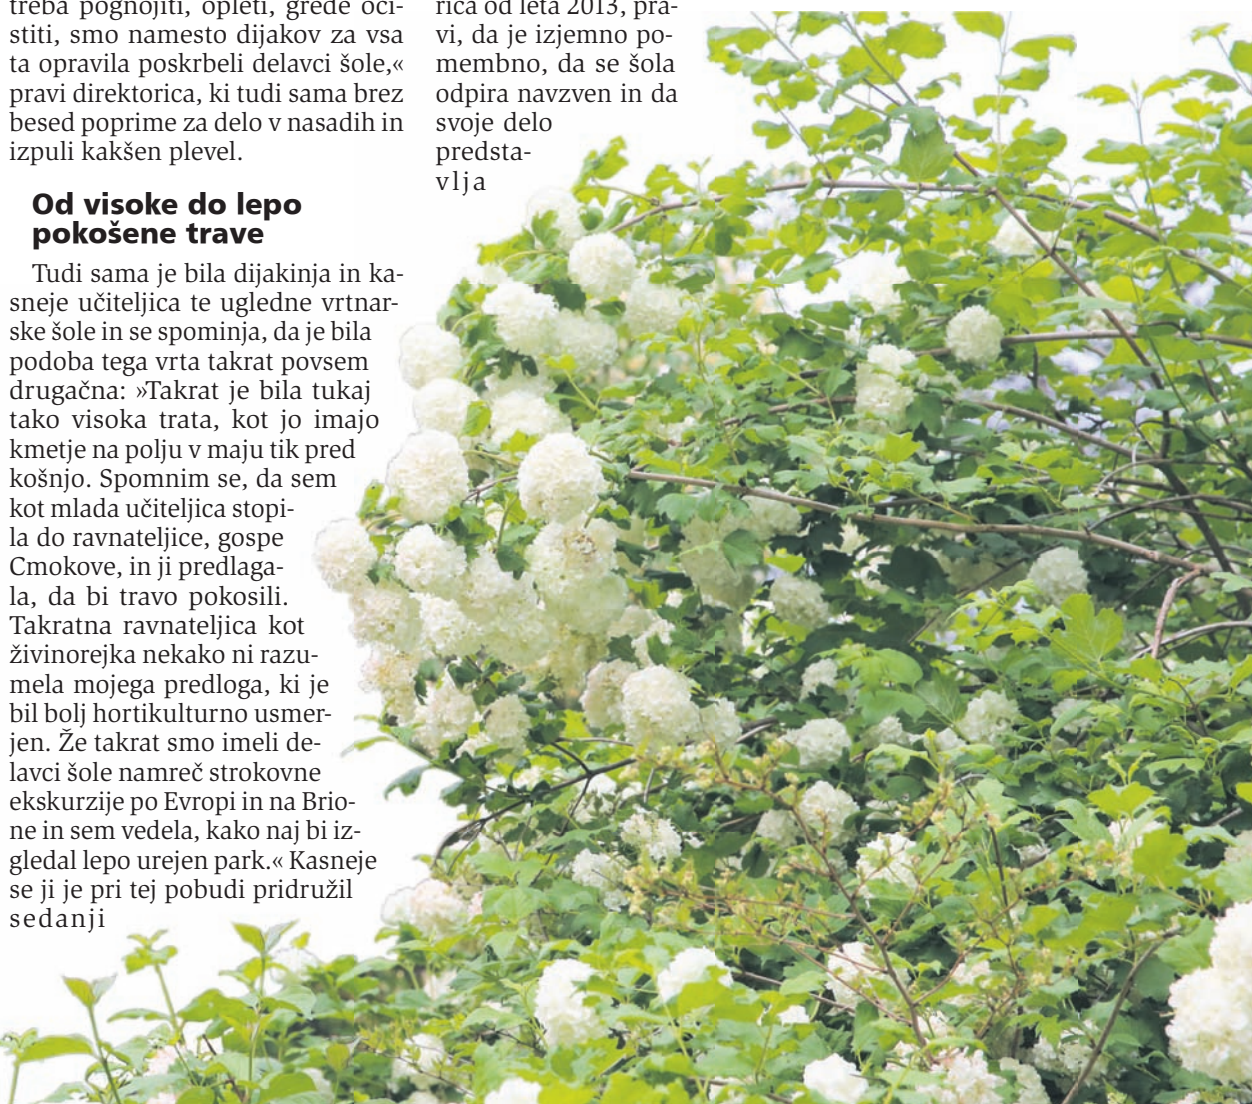 treba pognojiti, opleti, grede oči-
stiti, smo namesto dijakov za vsa
ta opravila poskrbeli delavci šole,«
pravi direktorica, ki tudi sama brez
besed poprime za delo v nasadih in
izpuli kakšen plevel.
Od visoke do lepo
pokošene trave
Tudi sama je bila dijakinja in ka-
sneje učiteljica te ugledne vrtnar-
ske šole in se spominja, da je bila
podoba tega vrta takrat povsem
drugačna: »Takrat je bila tukaj
tako visoka trata, kot jo imajo
kmetje na polju v maju tik pred
košnjo. Spomnim se, da sem
kot mlada učiteljica stopi-
la do ravnateljice, gospe
Cmokove, in ji predlaga-
la, da bi travo pokosili.
Takratna ravnateljica kot
živinorejka nekako ni razu-
mela mojega predloga, ki je
bil bolj hortikulturno usmer-
jen. Že takrat smo imeli de-
lavci šole namreč strokovne
ekskurzije po Evropi in na Brio-
ne in sem vedela, kako naj bi iz-
gledal lepo urejen park.« Kasneje
se ji je pri tej pobudi pridružil
sedanji
rica od leta 2013, pra-
vi, da je izjemno po-
membno, da se šola
odpira navzven in da
svoje delo
predsta-
vlja